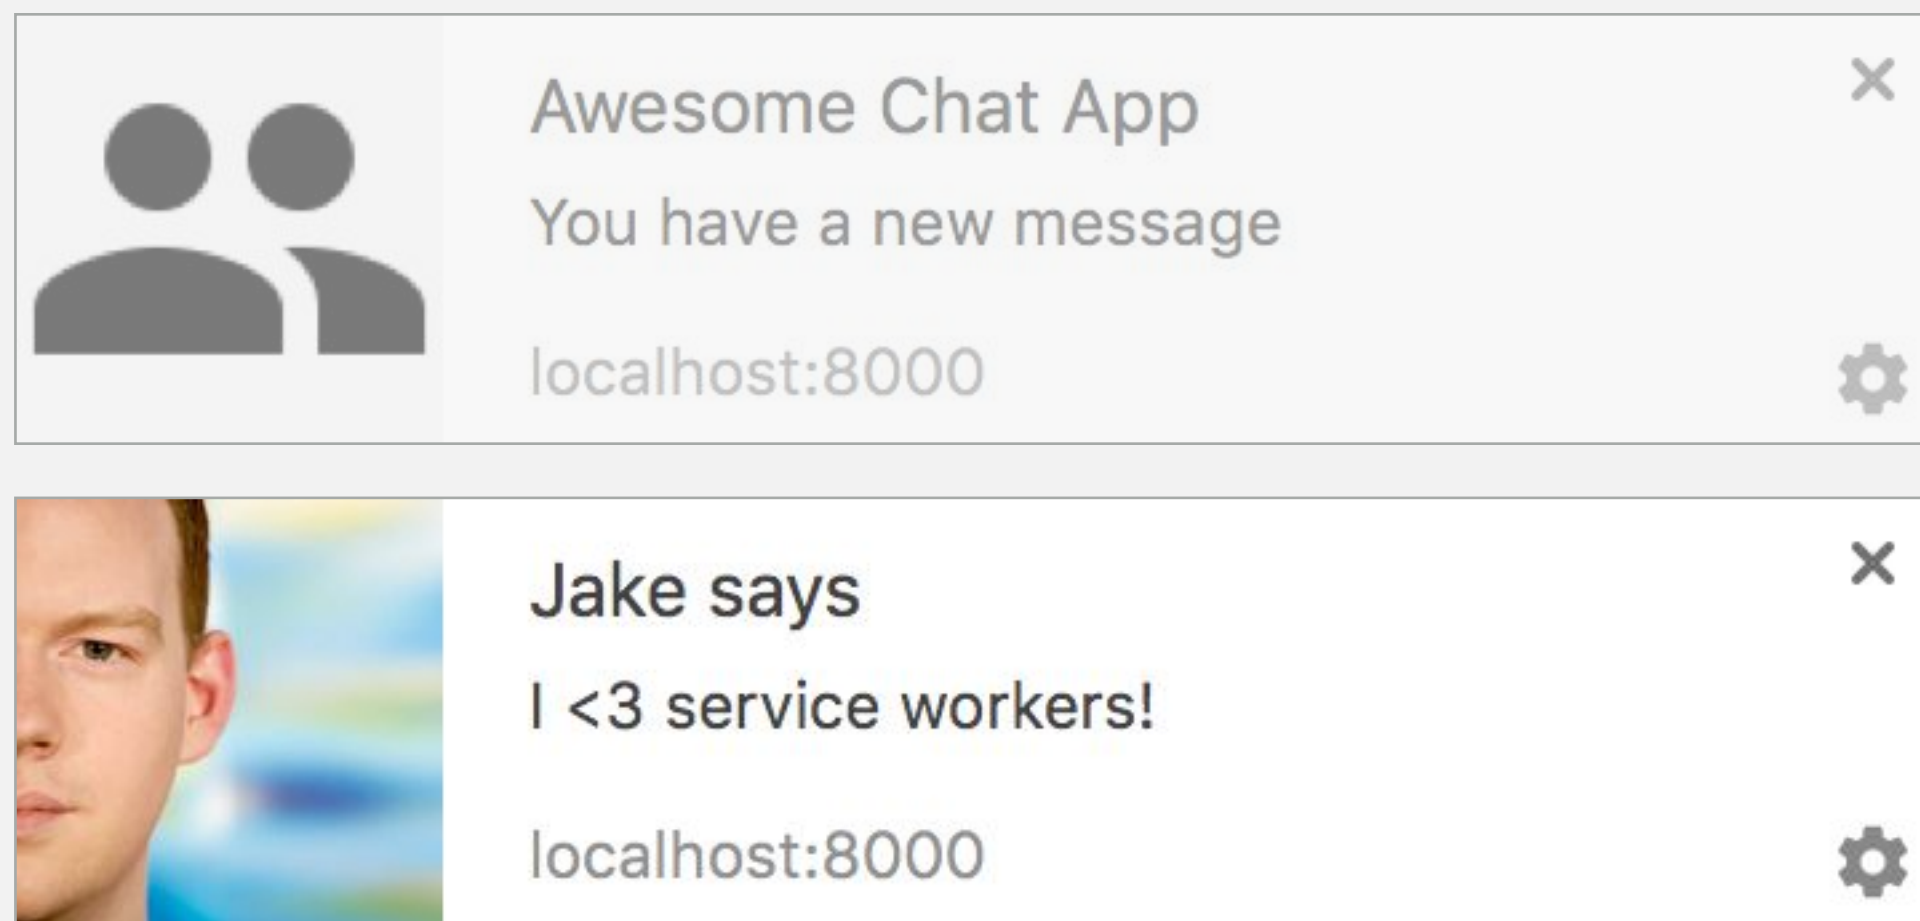 Awesome Chat App
You have a new message
localhost:8000
Jake says
I <3 service workers!
localhost:8000